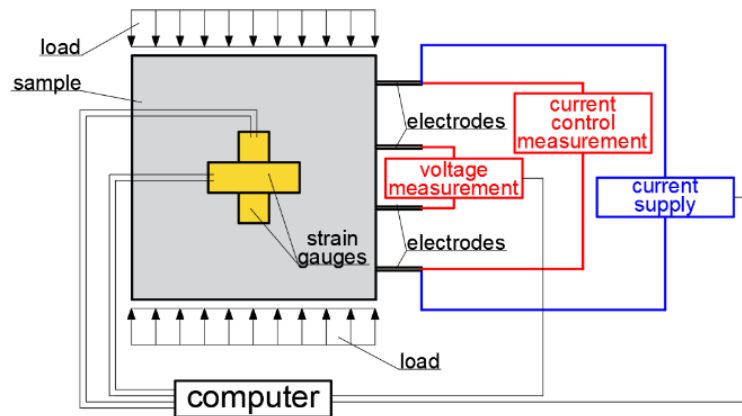 load
sample
electrodes
current
control
measurement
voltage
measurement
current
supply
strain
gauges
electrodes
load
computer